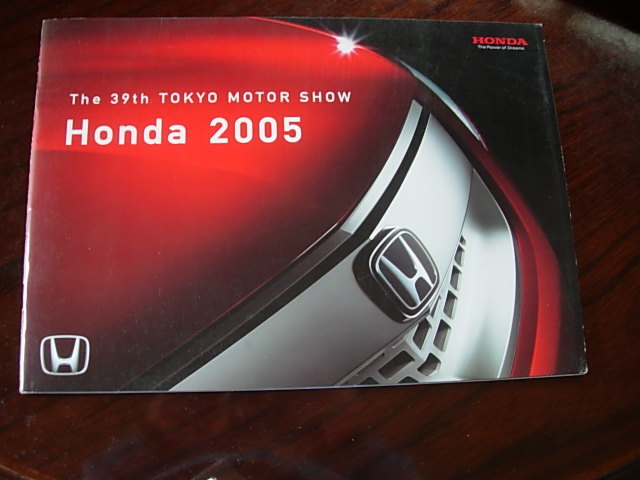 HONDA
The Power of Dreams
The 39th TOKYO MOTOR SHOW
Honda 2005